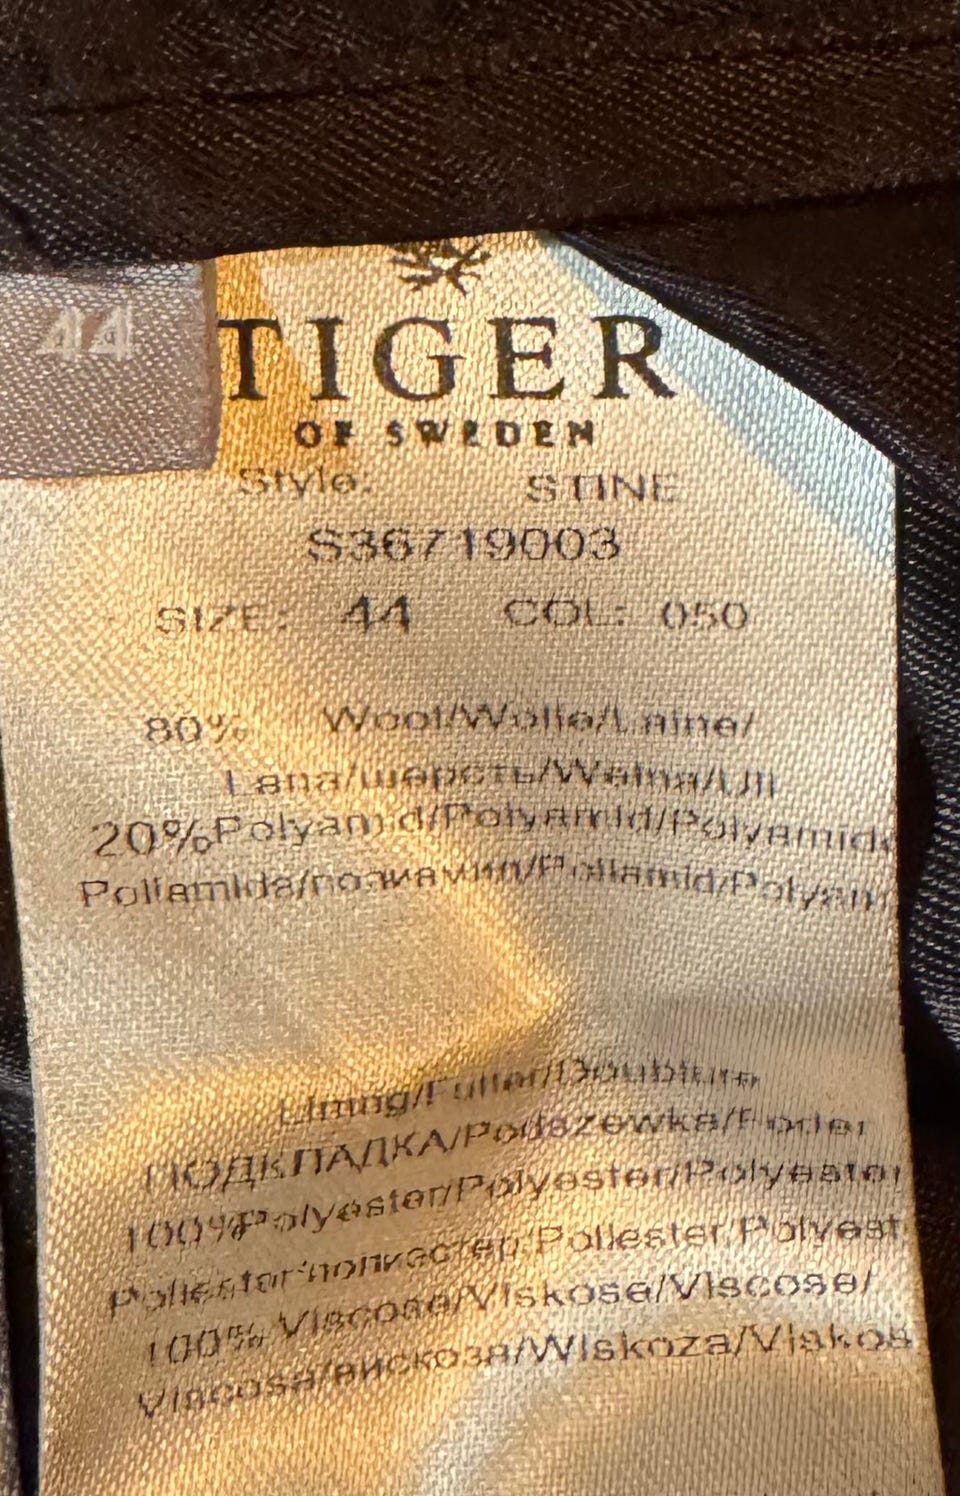 44
TIGER
OF SWEDEN
Style: STINE
S36719003
SIZE: 44 COL: 050
80% Wool/Wolle/Laine/
Lana/шерсть/Wełna/Ull
20%Polyamid/Polyamid/Polyamide
Poliamida/полиамид/Poliamid/Polyam
Lining/Futter/Doublure
ПОДКЛАДКА/Podszewka/Foder
100%Polyester/Polyester/Polyester
Poliester/полиестер/Poliester/Polyest
100% Viscose/Viskose/Viscose/
Viscosa/вискоза/Wiskoza/Viskos